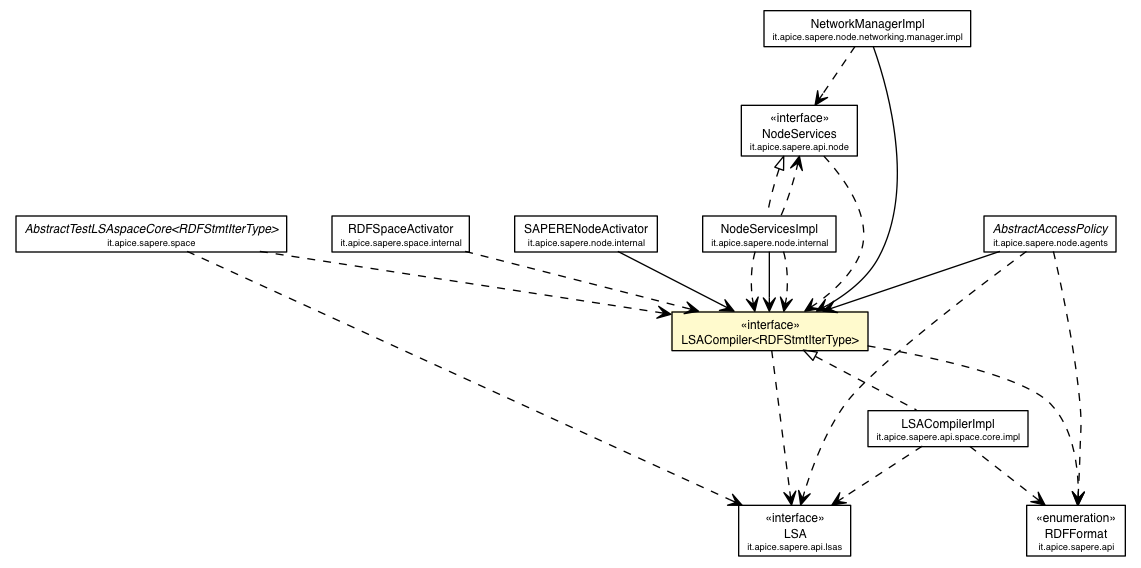 NetworkManagerImpl
it.apice.sapere.node.networking.manager.impl
«interface»
NodeServices
it.apice.sapere.api.node
AbstractTestLSAspaceCore<RDFStmtIterType>
it.apice.sapere.space
RDFSpaceActivator
it.apice.sapere.space.internal
SAPERENodeActivator
it.apice.sapere.node.internal
NodeServicesImpl
it.apice.sapere.node.internal
AbstractAccessPolicy
it.apice.sapere.node.agents
«interface»
LSACompiler<RDFStmtIterType>
LSACompilerImpl
it.apice.sapere.api.space.core.impl
«interface»
LSA
it.apice.sapere.api.lsas
«enumeration»
RDFFormat
it.apice.sapere.api